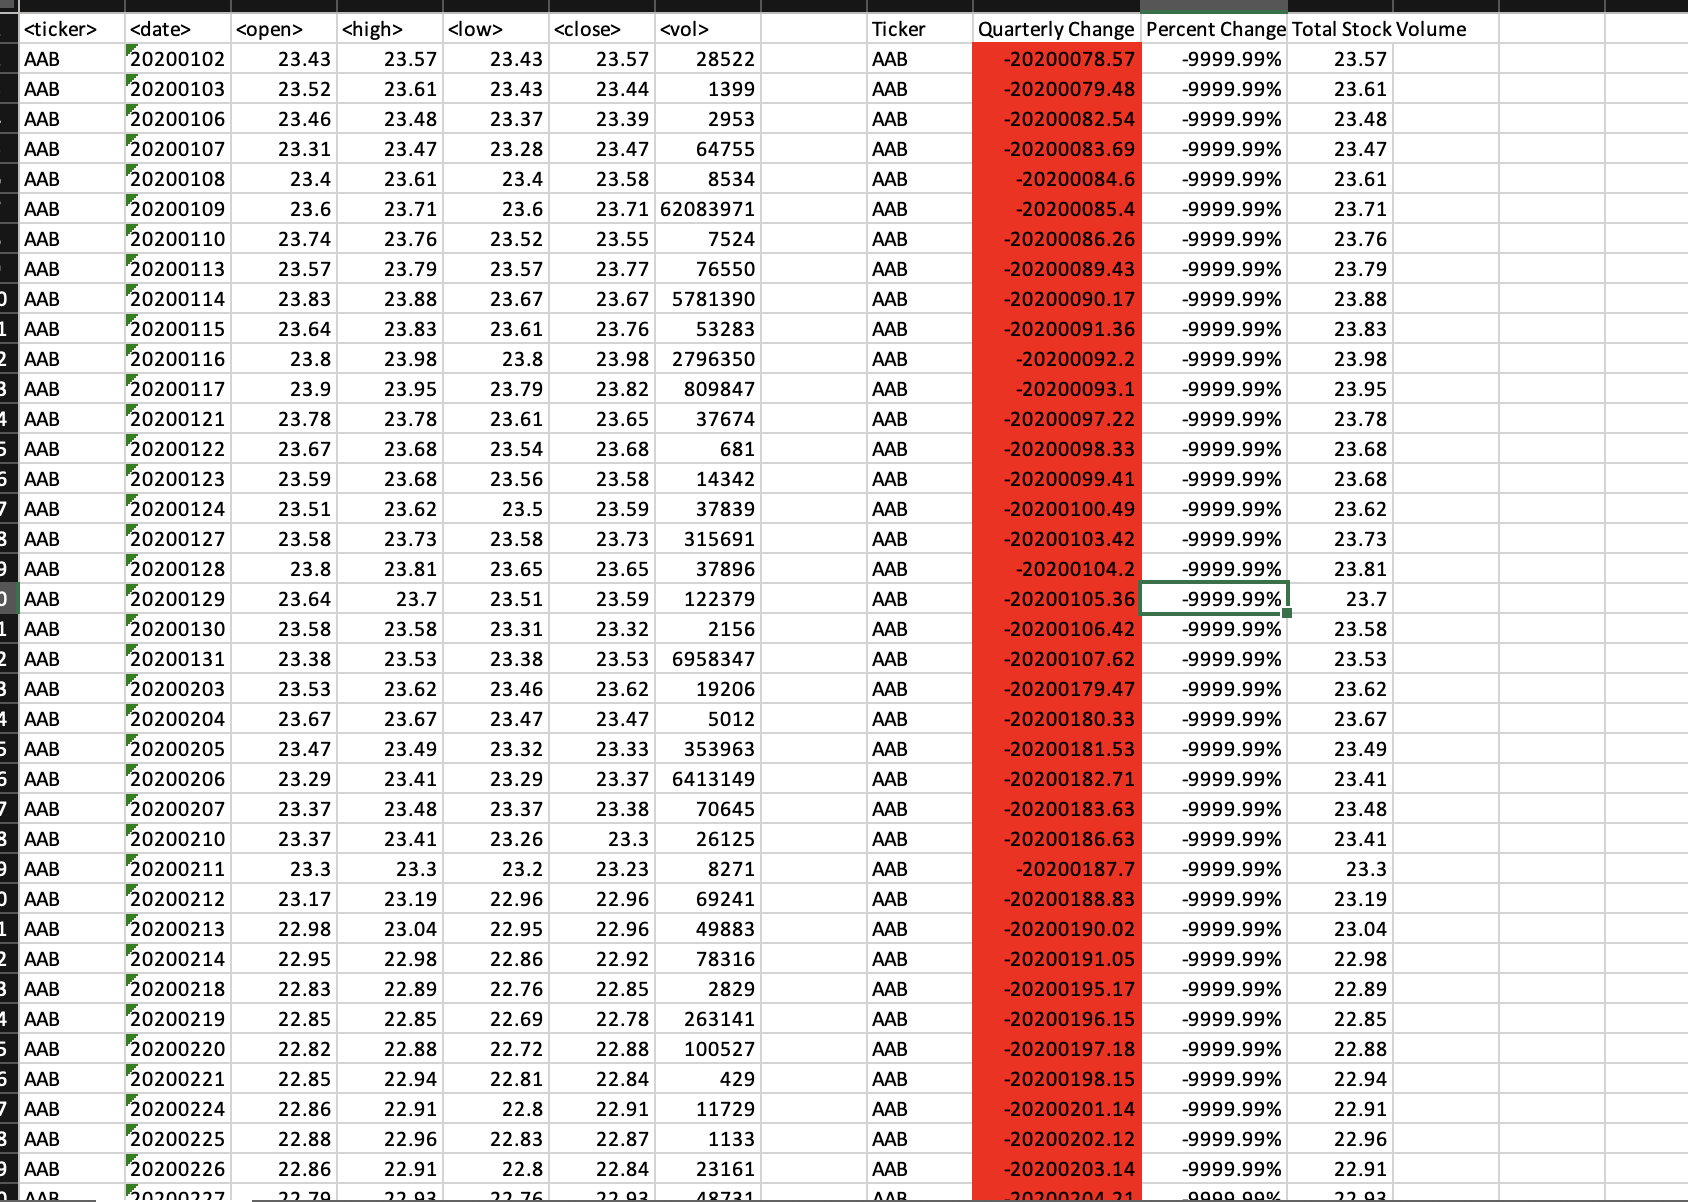 <ticker> <date> <open> <high> <low> <close> <vol> Ticker Quarterly Change Percent Change Total Stock Volume
AAB 20200102 23.43 23.57 23.43 23.57 28522 AAB -20200078.57 -9999.99% 23.57
AAB 20200103 23.52 23.61 23.43 23.44 1399 AAB -20200079.48 -9999.99% 23.61
AAB 20200106 23.46 23.48 23.37 23.39 2953 AAB -20200082.54 -9999.99% 23.48
AAB 20200107 23.31 23.47 23.28 23.47 64755 AAB -20200083.69 -9999.99% 23.47
AAB 20200108 23.4 23.61 23.4 23.58 8534 AAB -20200084.6 -9999.99% 23.61
AAB 20200109 23.6 23.71 23.6 23.71 62083971 AAB -20200085.4 -9999.99% 23.71
AAB 20200110 23.74 23.76 23.52 23.55 7524 AAB -20200086.26 -9999.99% 23.76
AAB 20200113 23.57 23.79 23.57 23.77 76550 AAB -20200089.43 -9999.99% 23.79
AAB 20200114 23.83 23.88 23.67 23.67 5781390 AAB -20200090.17 -9999.99% 23.88
AAB 20200115 23.64 23.83 23.61 23.76 53283 AAB -20200091.36 -9999.99% 23.83
AAB 20200116 23.8 23.98 23.8 23.98 2796350 AAB -20200092.2 -9999.99% 23.98
AAB 20200117 23.9 23.95 23.79 23.82 809847 AAB -20200093.1 -9999.99% 23.95
AAB 20200121 23.78 23.78 23.61 23.65 37674 AAB -20200097.22 -9999.99% 23.78
AAB 20200122 23.67 23.68 23.54 23.68 681 AAB -20200098.33 -9999.99% 23.68
AAB 20200123 23.59 23.68 23.56 23.58 14342 AAB -20200099.41 -9999.99% 23.68
AAB 20200124 23.51 23.62 23.5 23.59 37839 AAB -20200100.49 -9999.99% 23.62
AAB 20200127 23.58 23.73 23.58 23.73 315691 AAB -20200103.42 -9999.99% 23.73
AAB 20200128 23.8 23.81 23.65 23.65 37896 AAB -20200104.2 -9999.99% 23.81
AAB 20200129 23.64 23.7 23.51 23.59 122379 AAB -20200105.36 -9999.99% 23.7
AAB 20200130 23.58 23.58 23.31 23.32 2156 AAB -20200106.42 -9999.99% 23.58
AAB 20200131 23.38 23.53 23.38 23.53 6958347 AAB -20200107.62 -9999.99% 23.53
AAB 20200203 23.53 23.62 23.46 23.62 19206 AAB -20200179.47 -9999.99% 23.62
AAB 20200204 23.67 23.67 23.47 23.47 5012 AAB -20200180.33 -9999.99% 23.67
AAB 20200205 23.47 23.49 23.32 23.33 353963 AAB -20200181.53 -9999.99% 23.49
AAB 20200206 23.29 23.41 23.29 23.37 6413149 AAB -20200182.71 -9999.99% 23.41
AAB 20200207 23.37 23.48 23.37 23.38 70645 AAB -20200183.63 -9999.99% 23.48
AAB 20200210 23.37 23.41 23.26 23.3 26125 AAB -20200186.63 -9999.99% 23.41
AAB 20200211 23.3 23.3 23.2 23.23 8271 AAB -20200187.7 -9999.99% 23.3
AAB 20200212 23.17 23.19 22.96 22.96 69241 AAB -20200188.83 -9999.99% 23.19
AAB 20200213 22.98 23.04 22.95 22.96 49883 AAB -20200190.02 -9999.99% 23.04
AAB 20200214 22.95 22.98 22.86 22.92 78316 AAB -20200191.05 -9999.99% 22.98
AAB 20200218 22.83 22.89 22.76 22.85 2829 AAB -20200195.17 -9999.99% 22.89
AAB 20200219 22.85 22.85 22.69 22.78 263141 AAB -20200196.15 -9999.99% 22.85
AAB 20200220 22.82 22.88 22.72 22.88 100527 AAB -20200197.18 -9999.99% 22.88
AAB 20200221 22.85 22.94 22.81 22.84 429 AAB -20200198.15 -9999.99% 22.94
AAB 20200224 22.86 22.91 22.8 22.91 11729 AAB -20200201.14 -9999.99% 22.91
AAB 20200225 22.88 22.96 22.83 22.87 1133 AAB -20200202.12 -9999.99% 22.96
AAB 20200226 22.86 22.91 22.8 22.84 23161 AAB -20200203.14 -9999.99% 22.91
AAB 20200227 22.79 22.93 22.76 22.93 48731 AAB -20200204.21 -9999.99% 22.93